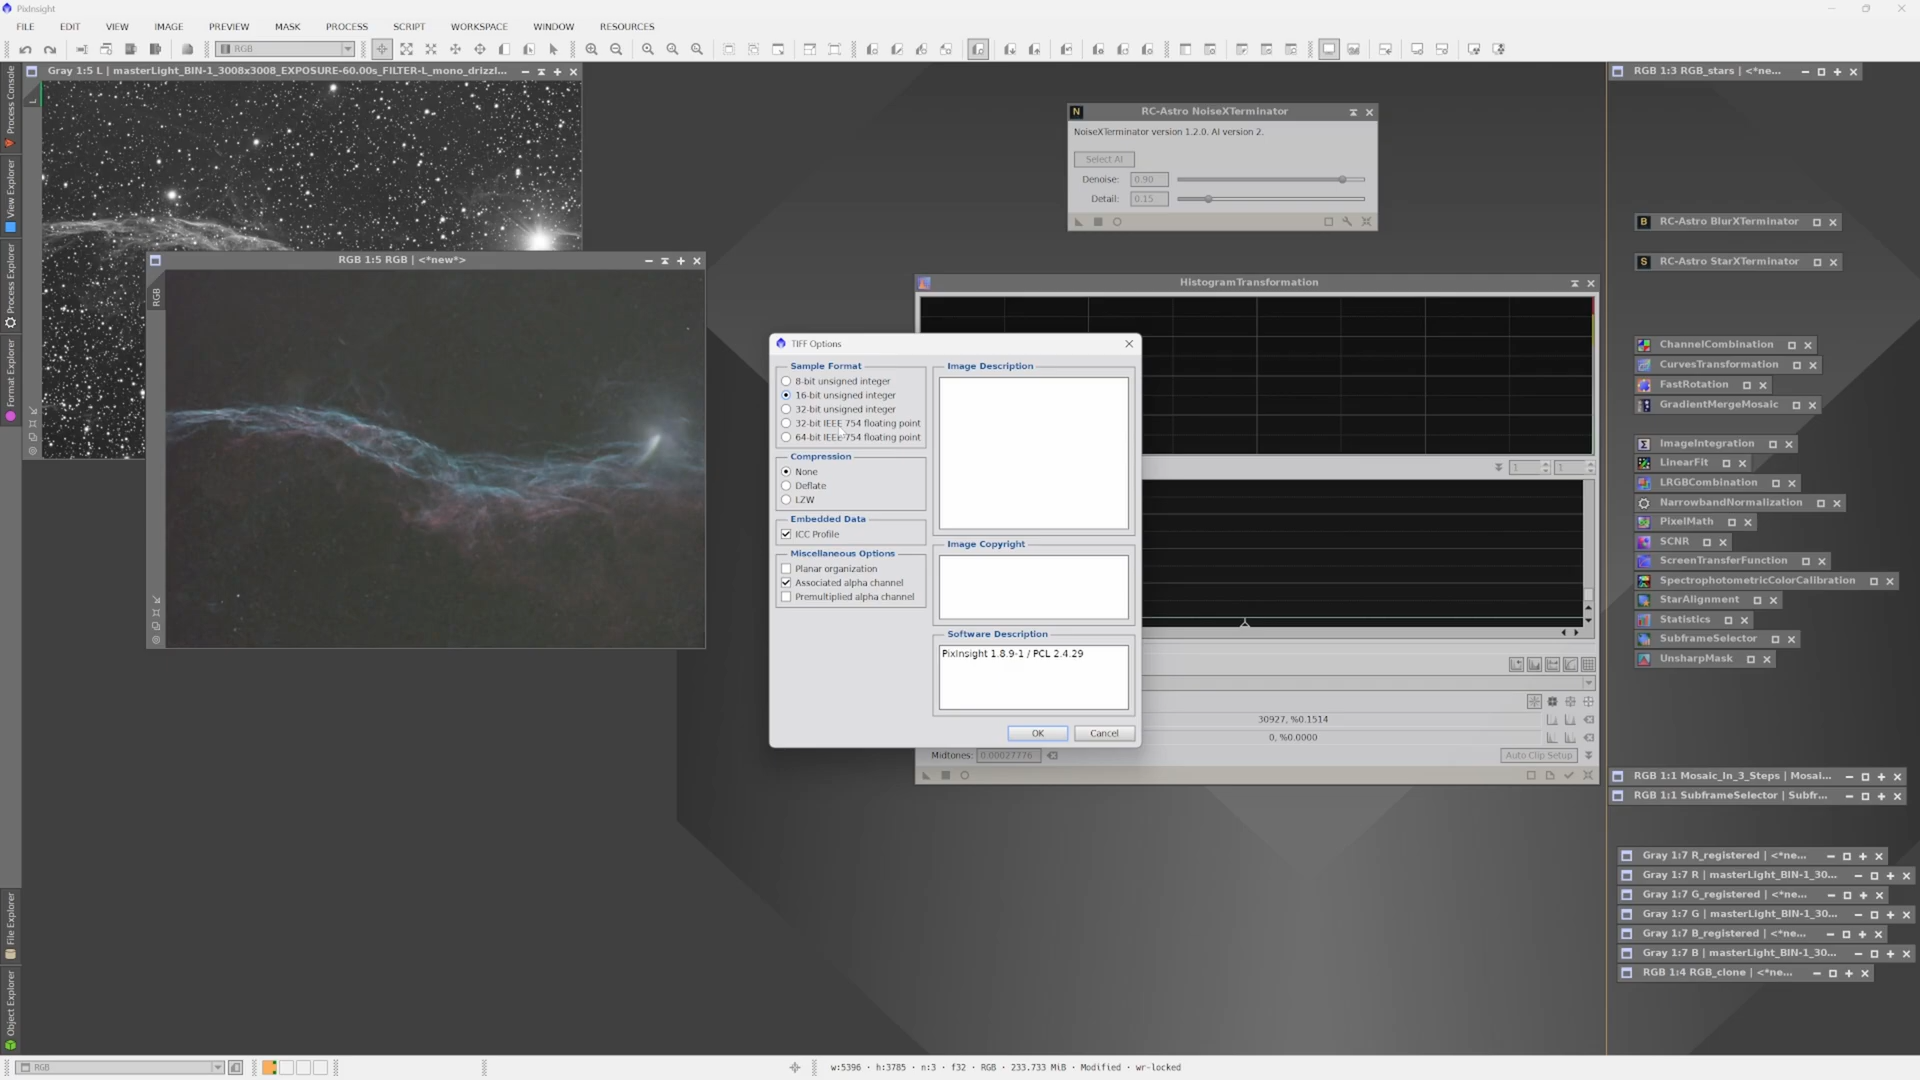 PixInsight
FILE EDIT VIEW IMAGE PREVIEW MASK PROCESS SCRIPT WORKSPACE WINDOW RESOURCES
RGB
Process Console
View Explorer
Process Explorer
Format Explorer
File Explorer
Object Explorer
Gray 1:5 L | masterLight_BIN-1_3008x3008_EXPOSURE-60.00s_FILTER-L_mono_drizzl...
L
RGB 1:5 RGB | <*new*>
RGB
RC-Astro NoiseXTerminator
NoiseXTerminator version 1.2.0. AI version 2.
Select AI
Denoise: 0.90
Detail: 0.15
HistogramTransformation
1 1
30927, %0.1514
0, %0.0000
Midtones: 0.00027776
Auto Clip Setup
TIFF Options
Sample Format
8-bit unsigned integer
16-bit unsigned integer
32-bit unsigned integer
32-bit IEEE 754 floating point
64-bit IEEE 754 floating point
Compression
None
Deflate
LZW
Embedded Data
ICC Profile
Miscellaneous Options
Planar organization
Associated alpha channel
Premultiplied alpha channel
Image Description
Image Copyright
Software Description
PixInsight 1.8.9-1 / PCL 2.4.29
OK Cancel
RGB 1:3 RGB_stars | <*ne...
RC-Astro BlurXTerminator
RC-Astro StarXTerminator
ChannelCombination
CurvesTransformation
FastRotation
GradientMergeMosaic
ImageIntegration
LinearFit
LRGBCombination
NarrowbandNormalization
PixelMath
SCNR
ScreenTransferFunction
SpectrophotometricColorCalibration
StarAlignment
Statistics
SubframeSelector
UnsharpMask
RGB 1:1 Mosaic_In_3_Steps | Mosai...
RGB 1:1 SubframeSelector | Subfr...
Gray 1:7 R_registered | <*ne...
Gray 1:7 R | masterLight_BIN-1_30...
Gray 1:7 G_registered | <*ne...
Gray 1:7 G | masterLight_BIN-1_30...
Gray 1:7 B_registered | <*ne...
Gray 1:7 B | masterLight_BIN-1_30...
RGB 1:4 RGB_clone | <*ne...
RGB
w:5396 · h:3785 · n:3 · f32 · RGB · 233.733 MiB · Modified · wr-locked